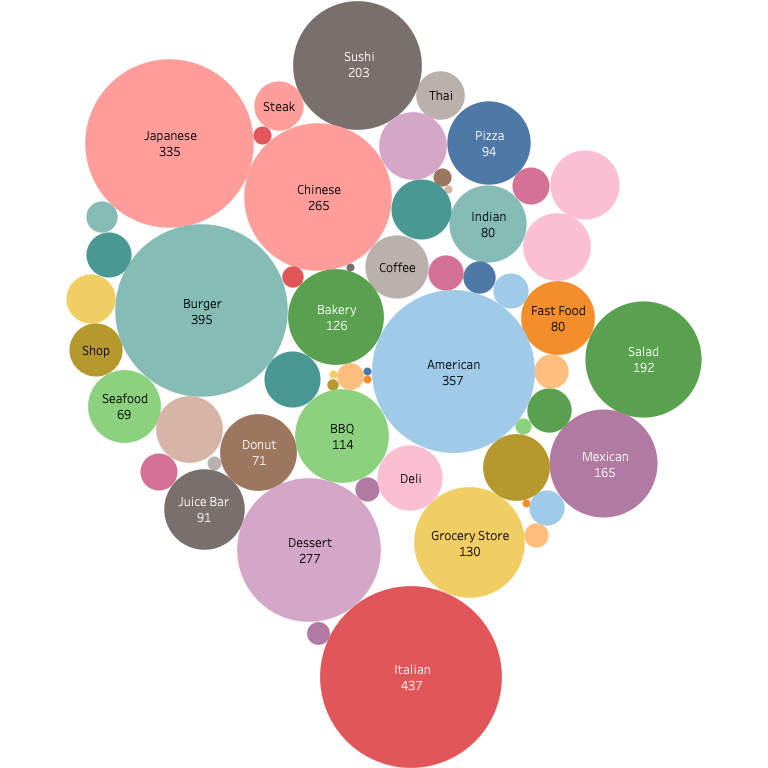 Sushi
203
Thai
Steak
Japanese
335
Pizza
94
Chinese
265
Indian
80
Coffee
Burger
395
Bakery
126
Fast Food
80
Shop
American
357
Salad
192
Seafood
69
BBQ
114
Donut
71
Mexican
165
Deli
Juice Bar
91
Grocery Store
130
Dessert
277
Italian
437